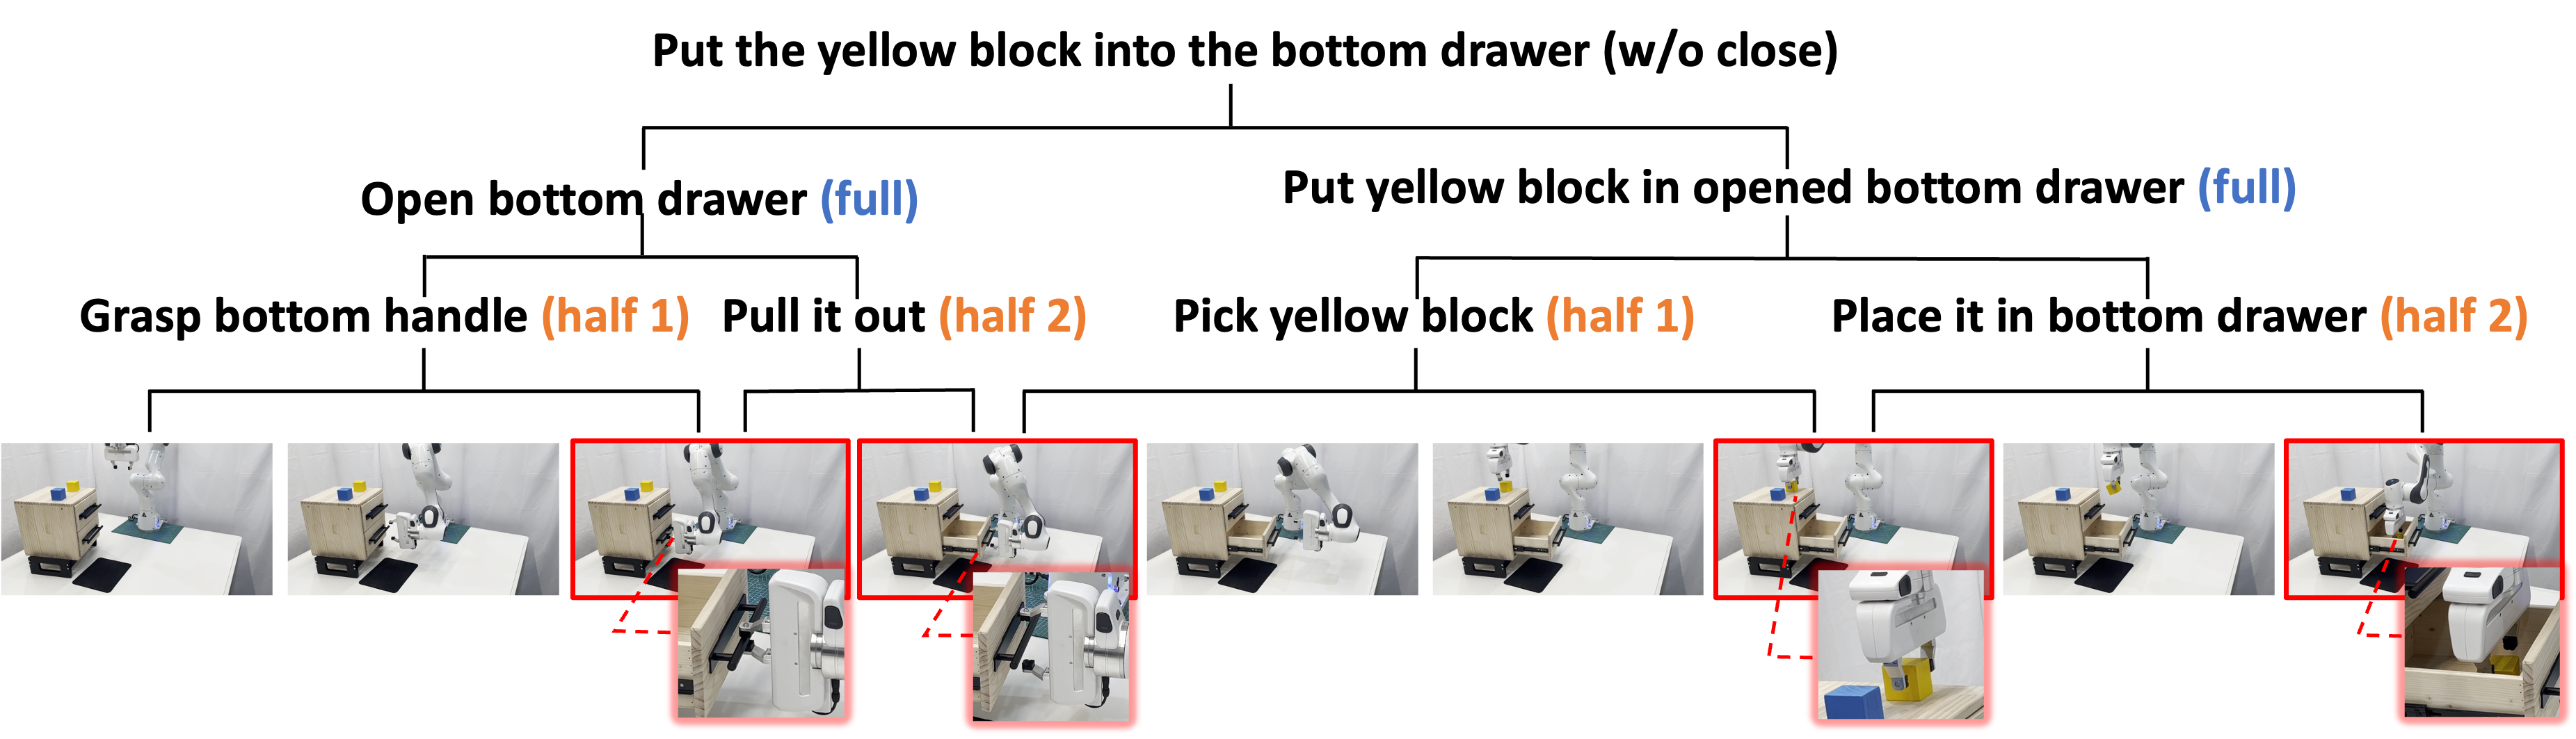 Put the yellow block into the bottom drawer (w/o close)
Open bottom drawer (full)
Put yellow block in opened bottom drawer (full)
Grasp bottom handle (half 1)
Pull it out (half 2)
Pick yellow block (half 1)
Place it in bottom drawer (half 2)